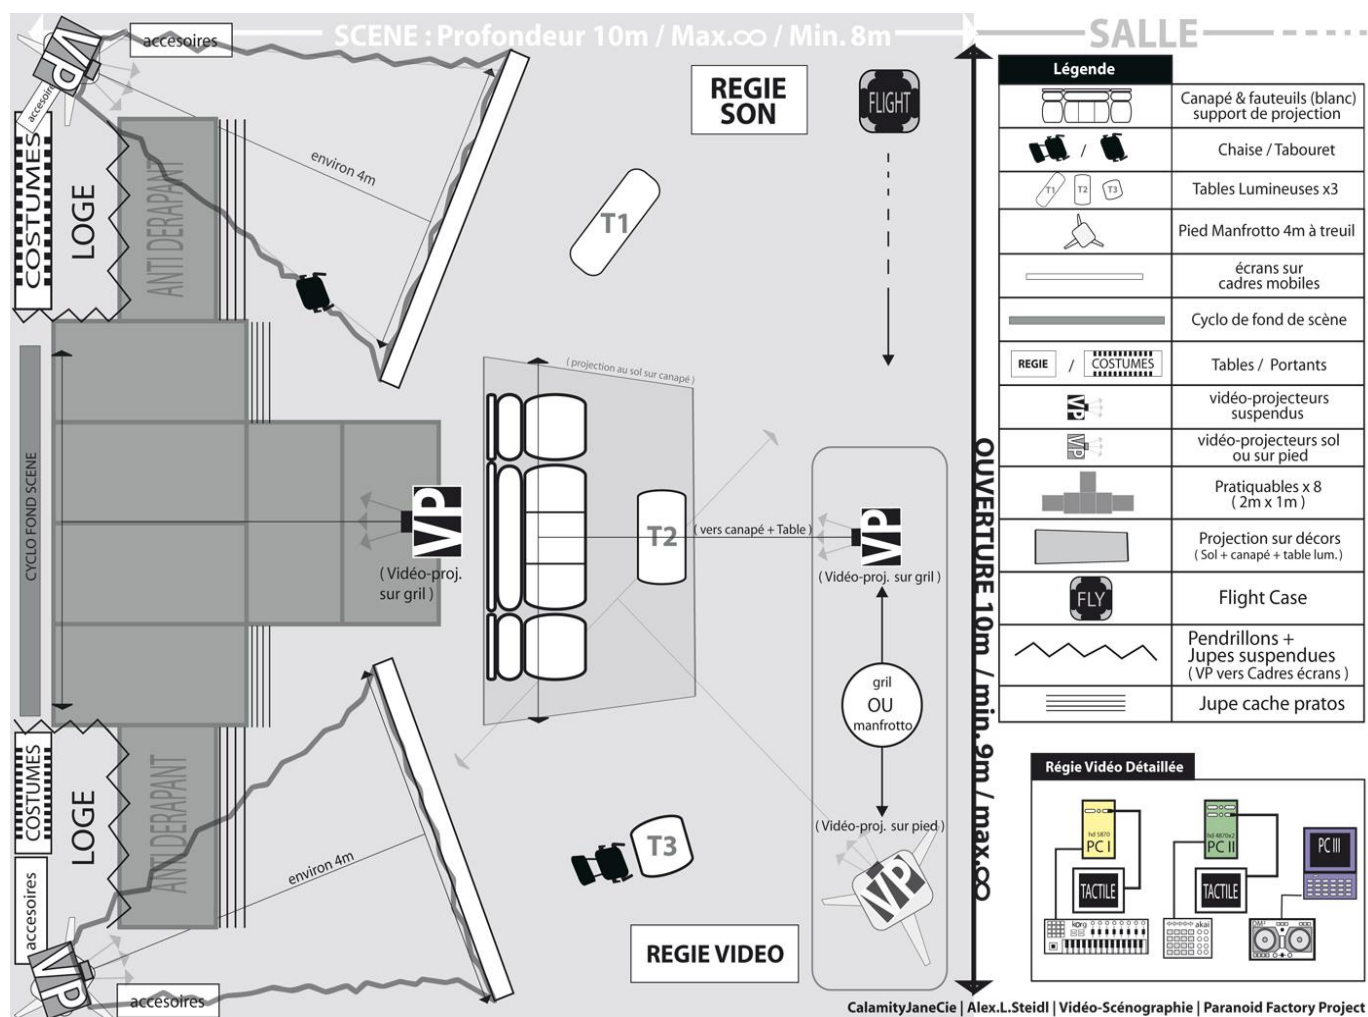 SCENE : Profondeur 10m / Max.∞ / Min. 8m
SALLE
VP
accesoires
accesoires
COSTUMES
LOGE
ANTI DERAPANT
environ 4m
REGIE
SON
FLIGHT
T1
( projection au sol sur canapé )
CYCLO FOND SCENE
VP
( Vidéo-proj.
sur gril )
T2
( vers canapé + Table )
VP
( Vidéo-proj. sur gril )
gril
OU
manfrotto
( Vidéo-proj. sur pied )
VP
OUVERTURE 10m / min. 9m / max.∞
COSTUMES
LOGE
ANTI DERAPANT
environ 4m
T3
accesoires
VP
accesoires
REGIE VIDEO
Légende
Canapé & fauteuils (blanc)
support de projection
/
Chaise / Tabouret
T1 T2 T3
Tables Lumineuses x3
Pied Manfrotto 4m à treuil
écrans sur
cadres mobiles
Cyclo de fond de scène
REGIE / COSTUMES
Tables / Portants
VP
vidéo-projecteurs
suspendus
VP
vidéo-projecteurs sol
ou sur pied
Pratiquables x 8
( 2m x 1m )
Projection sur décors
( Sol + canapé + table lum. )
FLY
Flight Case
Pendrillons +
Jupes suspendues
( VP vers Cadres écrans )
Jupe cache pratos
Régie Vidéo Détaillée
hd 5870
PC I
hd 4870x2
PC II
PC III
TACTILE
TACTILE
korg
akai
DM²
CalamityJaneCie | Alex.L.Steidl | Vidéo-Scénographie | Paranoid Factory Project